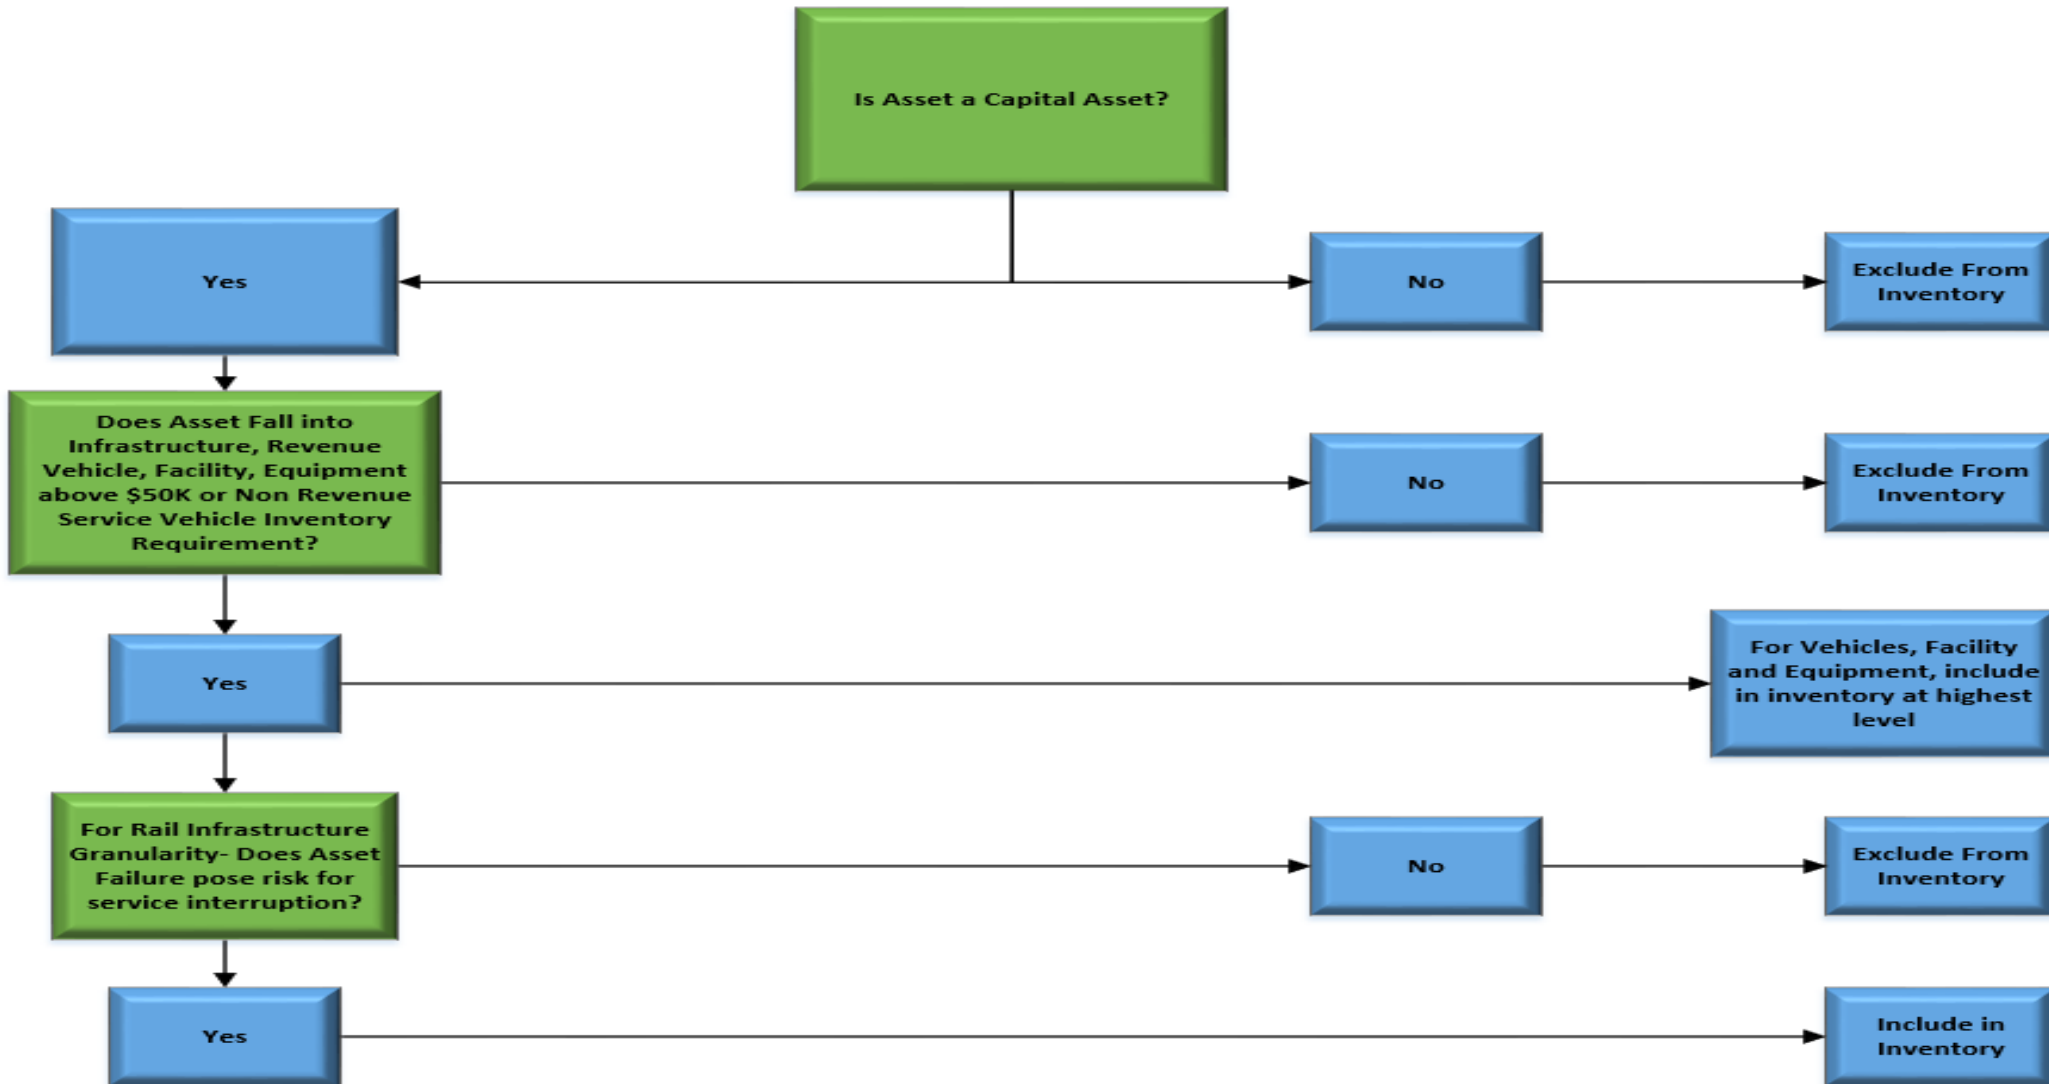 Is Asset a Capital Asset?
Yes
No
Exclude From
Inventory
Does Asset Fall into
Infrastructure, Revenue
Vehicle, Facility, Equipment
above $50K or Non Revenue
Service Vehicle Inventory
Requirement?
No
Exclude From
Inventory
Yes
For Vehicles, Facility
and Equipment, include
in inventory at highest
level
For Rail Infrastructure
Granularity- Does Asset
Failure pose risk for
service interruption?
No
Exclude From
Inventory
Yes
Include in
Inventory